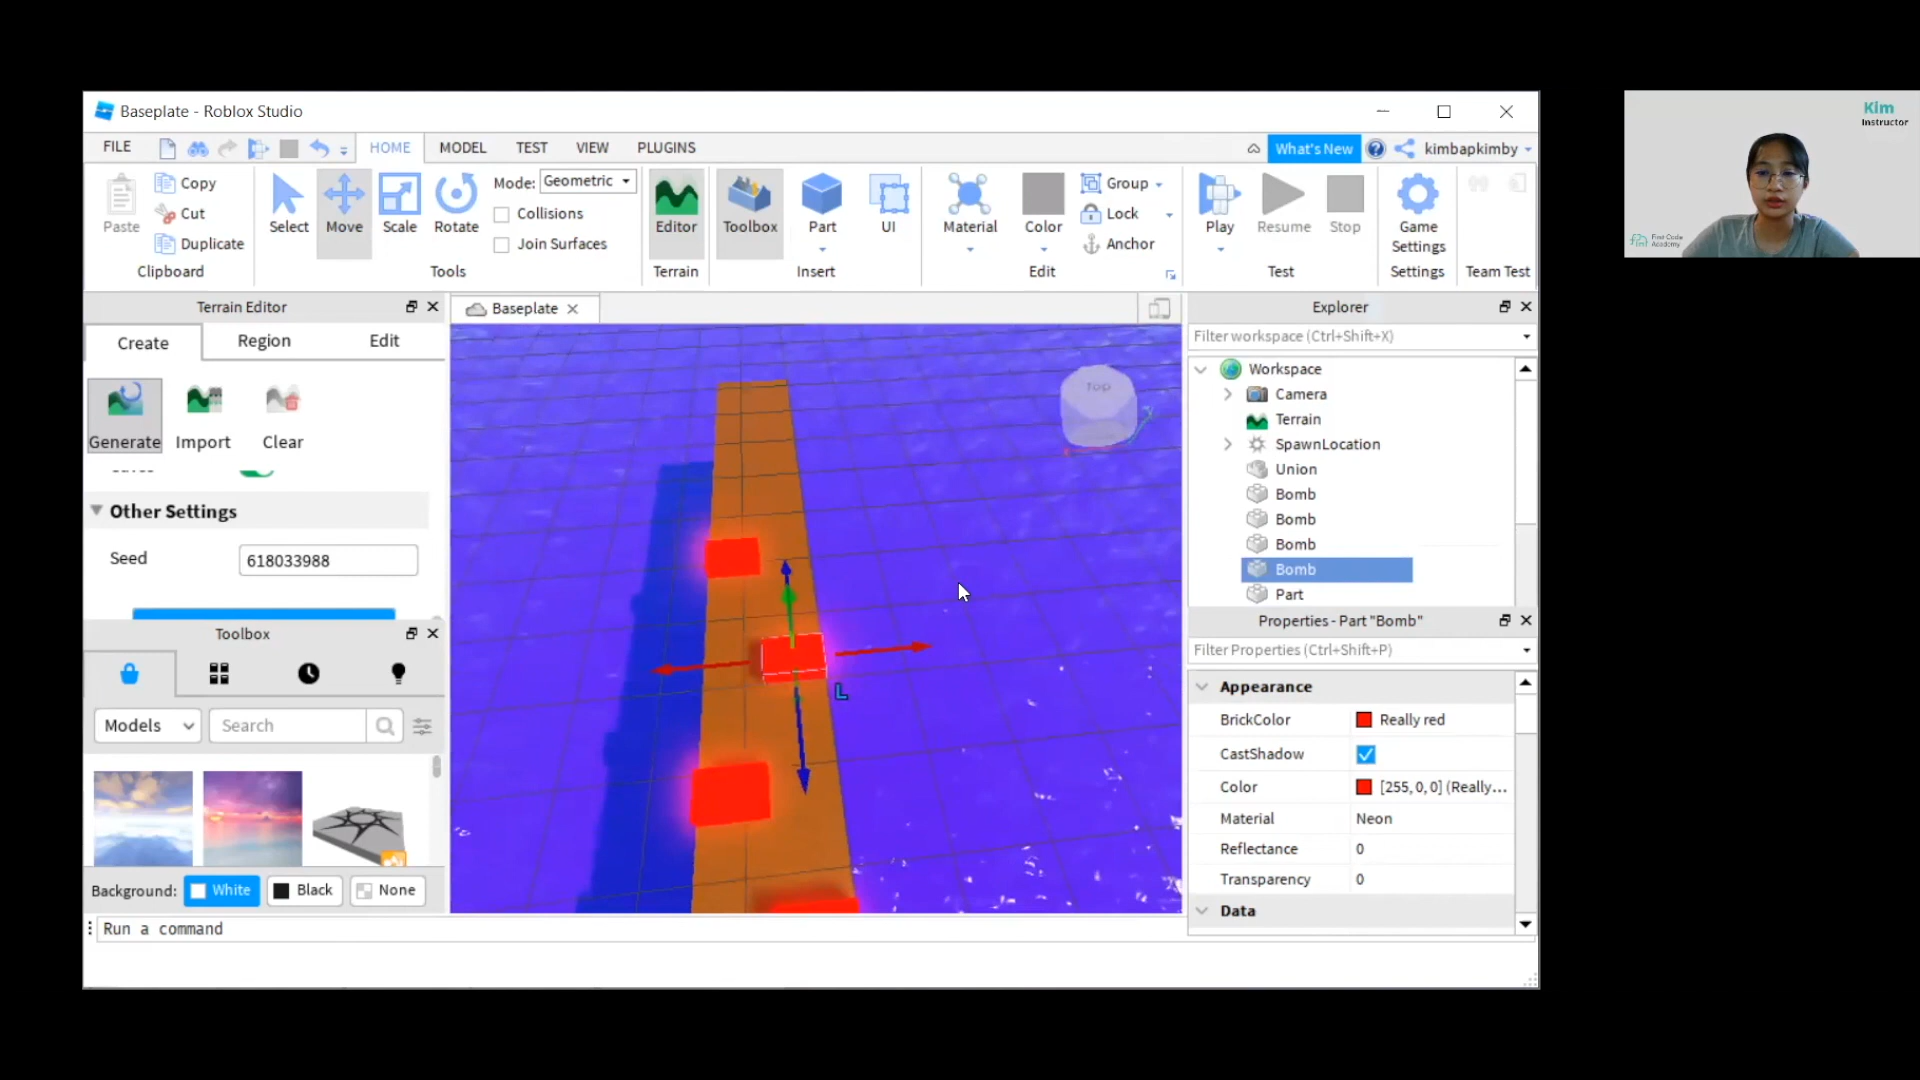 Baseplate - Roblox Studio
FILE
HOME
MODEL
TEST
VIEW
PLUGINS
What's New
kimbapkimby
Paste
Copy
Cut
Duplicate
Clipboard
Select
Move
Scale
Rotate
Mode: Geometric
Collisions
Join Surfaces
Tools
Editor
Terrain
Toolbox
Part
UI
Insert
Material
Color
Group
Lock
Anchor
Edit
Play
Resume
Stop
Test
Game
Settings
Settings
Team Test
Terrain Editor
Create
Region
Edit
Generate
Import
Clear
Other Settings
Seed
618033988
Toolbox
Models
Search
Background:
White
Black
None
Run a command
Baseplate
Top
L
Explorer
Filter workspace (Ctrl+Shift+X)
Workspace
Camera
Terrain
SpawnLocation
Union
Bomb
Bomb
Bomb
Bomb
Part
Properties - Part "Bomb"
Filter Properties (Ctrl+Shift+P)
Appearance
BrickColor Really red
CastShadow
Color [255, 0, 0] (Really...
Material Neon
Reflectance 0
Transparency 0
Data
Kim
Instructor
First Code
Academy